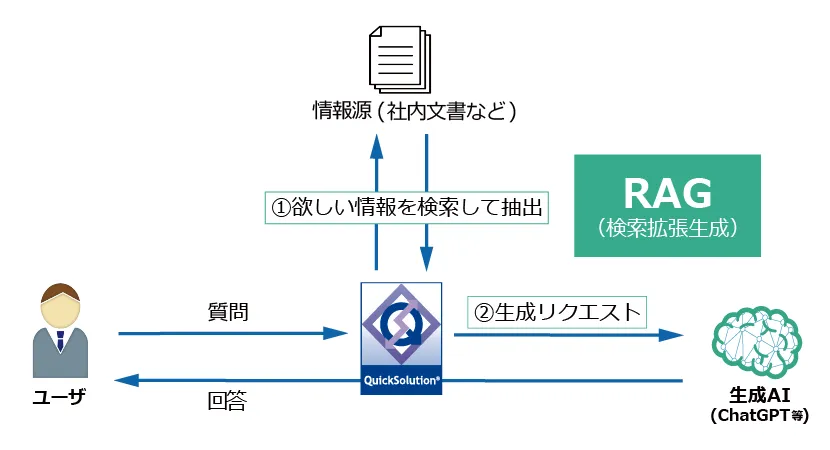 情報源(社内文書など)
①欲しい情報を検索して抽出
RAG
(検索拡張生成)
質問
②生成リクエスト
QuickSolution®
ユーザ
回答
生成AI
(ChatGPT等)